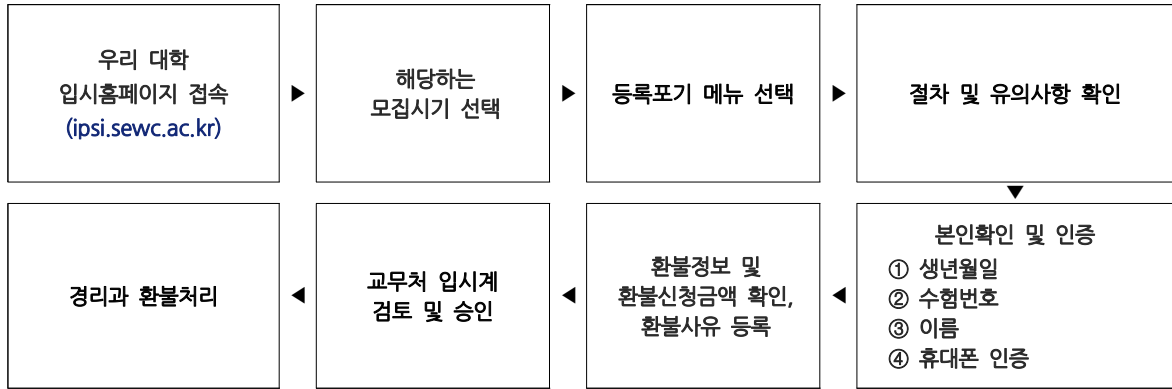 우리 대학
입시홈페이지 접속
(ipsi.sewc.ac.kr)
▶
해당하는
모집시기 선택
▶
등록포기 메뉴 선택
▶
절차 및 유의사항 확인
▼
본인확인 및 인증
① 생년월일
② 수험번호
③ 이름
④ 휴대폰 인증
◀
환불정보 및
환불신청금액 확인,
환불사유 등록
◀
교무처 입시계
검토 및 승인
◀
경리과 환불처리